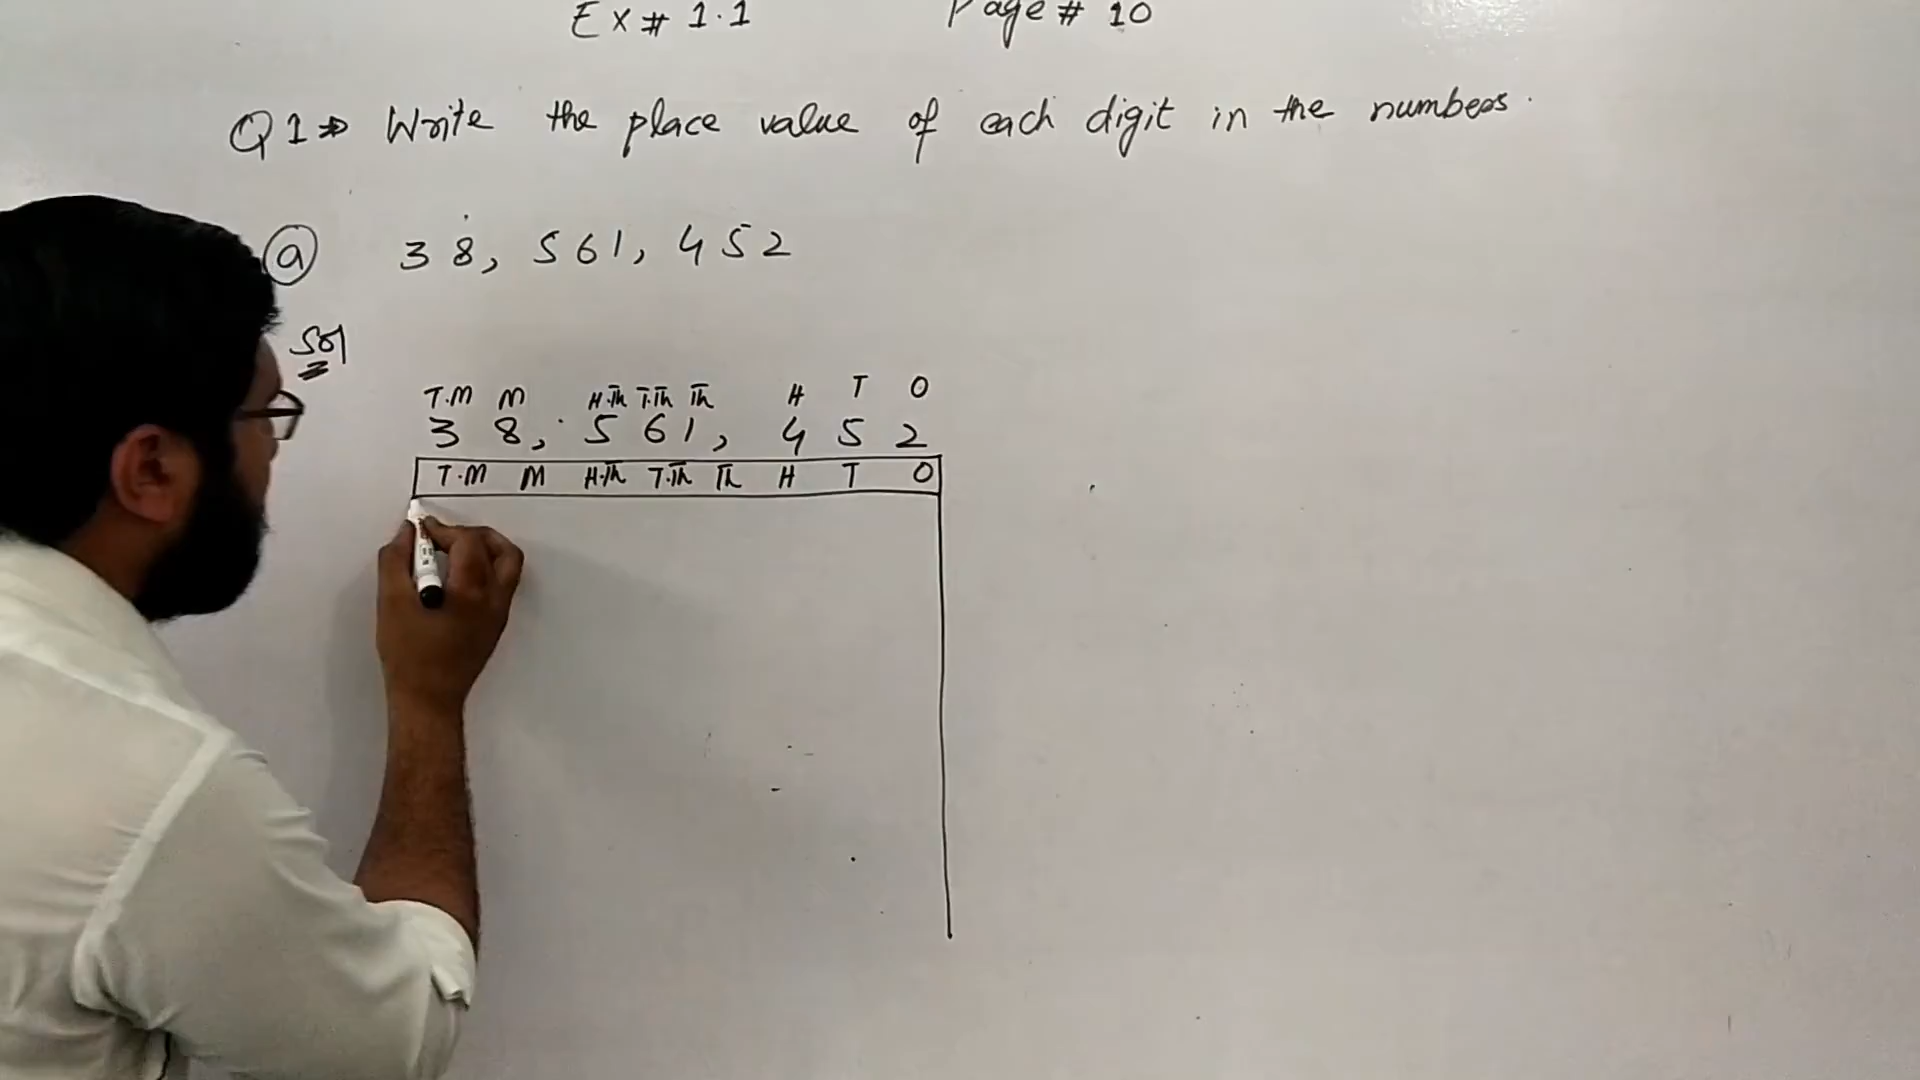 Ex# 1.1 Page# 10
Q1⇒ Write the place value of each digit in the numbers.
ⓐ 38, 561, 452
Sol
T.M M H.Th T.Th Th H T O
3 8, 5 6 1, 4 5 2
T.M M H.Th T.Th Th H T O